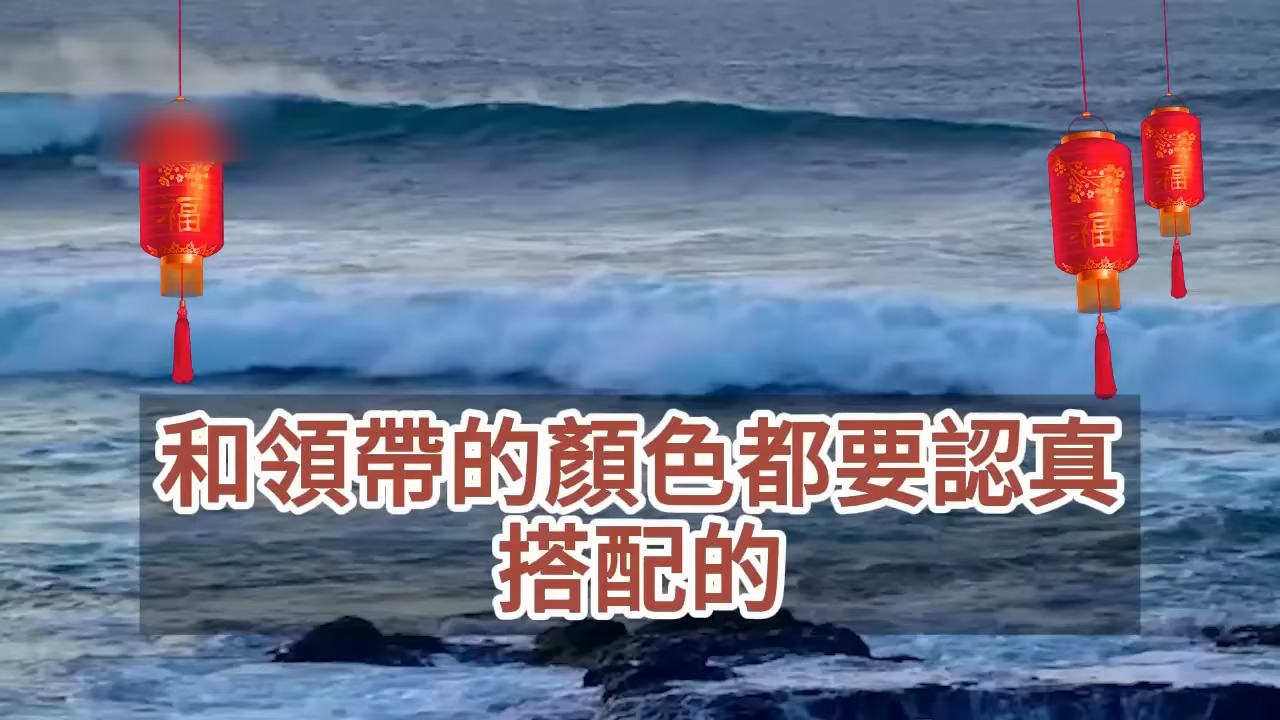 福
福
福
和領帶的顏色都要認真
搭配的